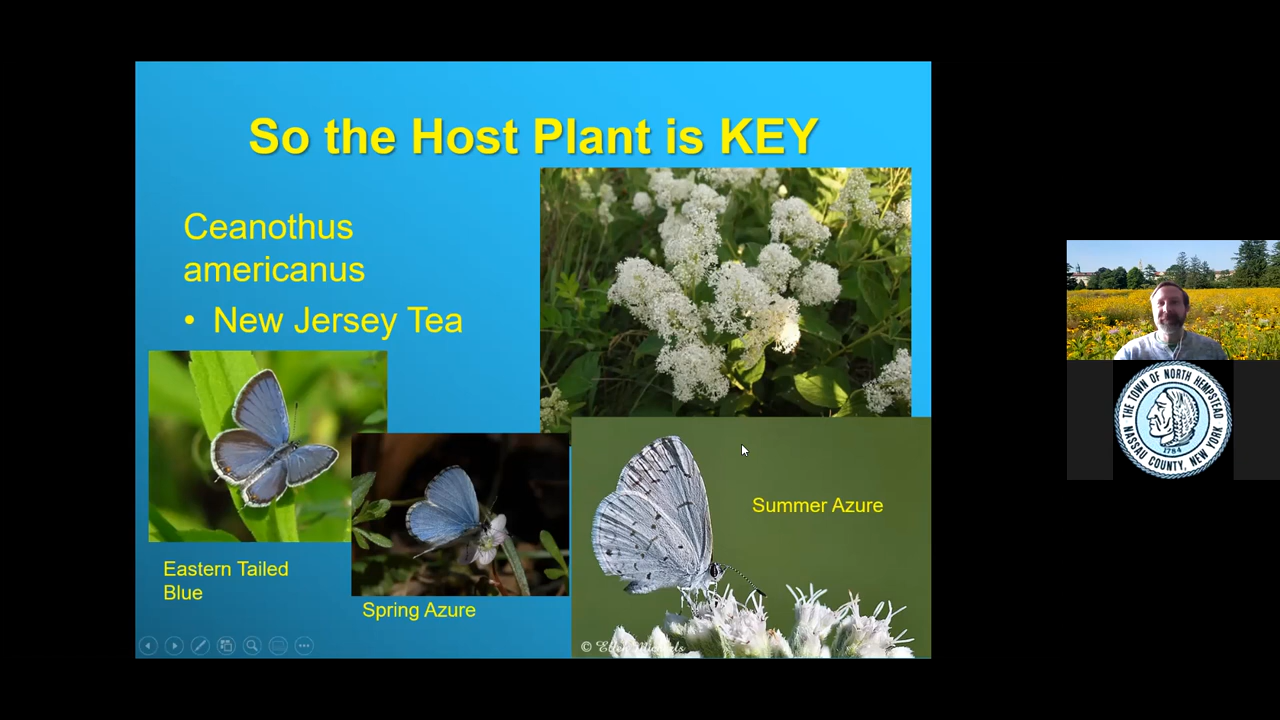 So the Host Plant is KEY
Ceanothus
americanus
• New Jersey Tea
Eastern Tailed
Blue
Spring Azure
Summer Azure
© Ellen Michaels
THE TOWN OF NORTH HEMPSTEAD
1784
NASSAU COUNTY, NEW YORK